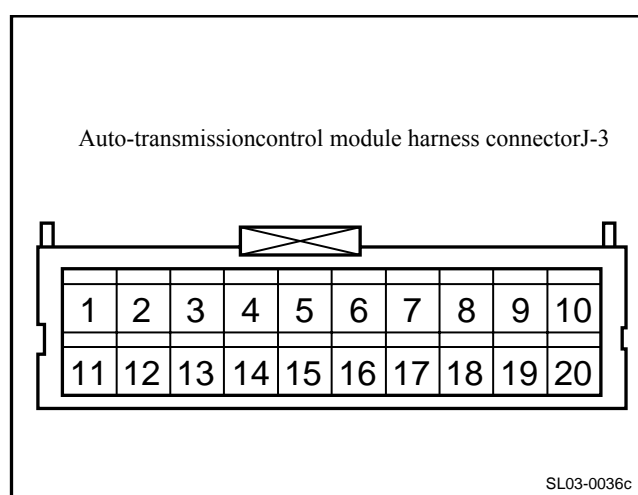 Auto-transmissioncontrol module harness connectorJ-3
1 2 3 4 5 6 7 8 9 10
11 12 13 14 15 16 17 18 19 20
SL03-0036c